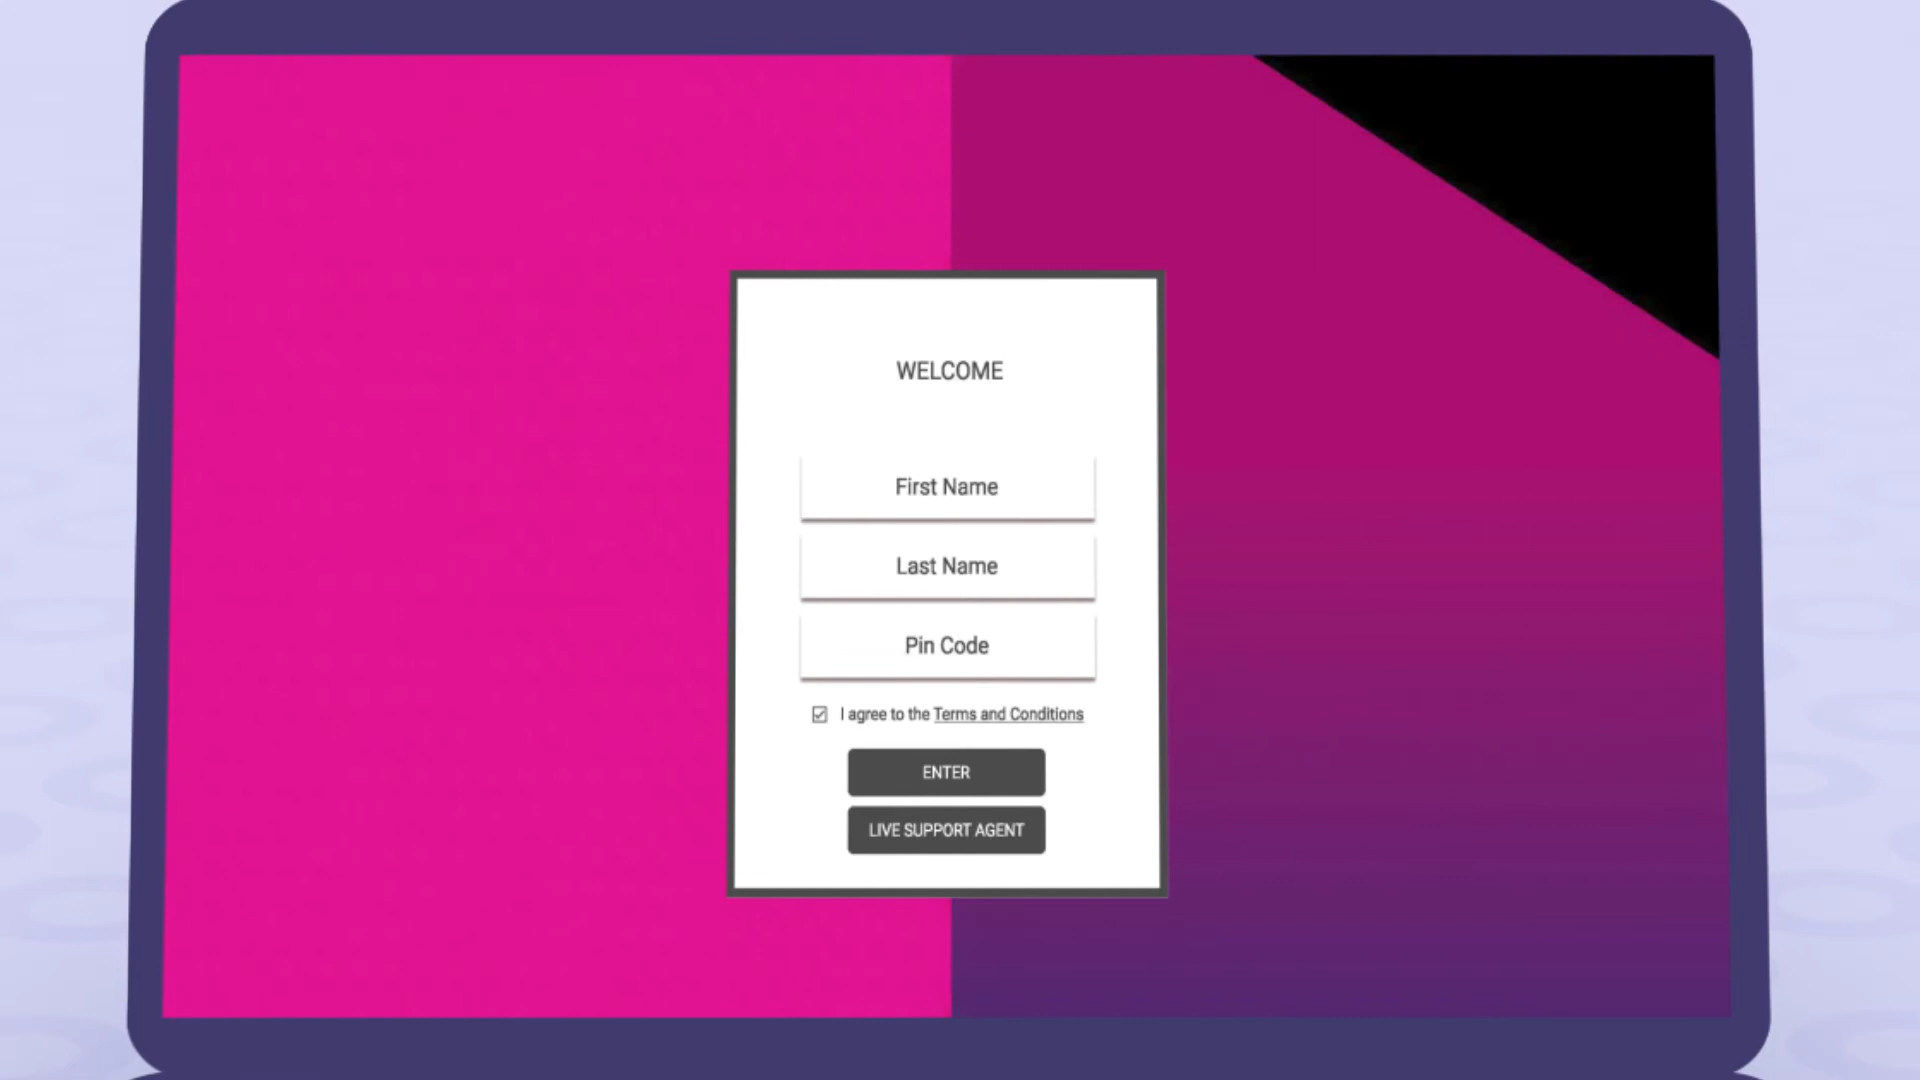 WELCOME
First Name
Last Name
Pin Code
I agree to the Terms and Conditions
ENTER
LIVE SUPPORT AGENT